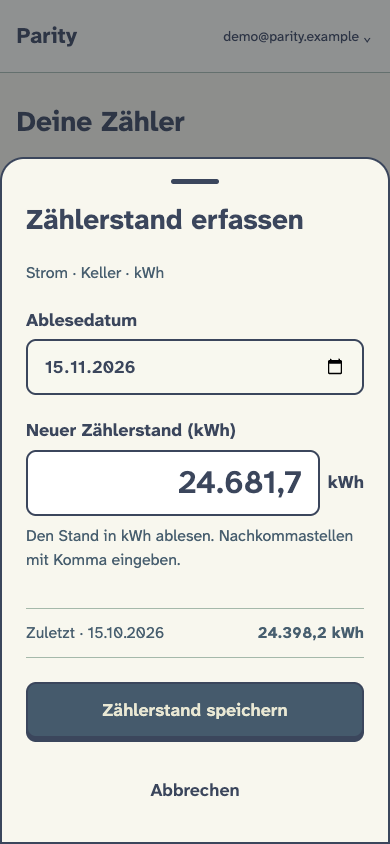 Parity
demo@parity.example
Deine Zähler
Zählerstand erfassen
Strom · Keller · kWh
Ablesedatum
15.11.2026
Neuer Zählerstand (kWh)
24.681,7 kWh
Den Stand in kWh ablesen. Nachkommastellen
mit Komma eingeben.
Zuletzt · 15.10.2026 24.398,2 kWh
Zählerstand speichern
Abbrechen